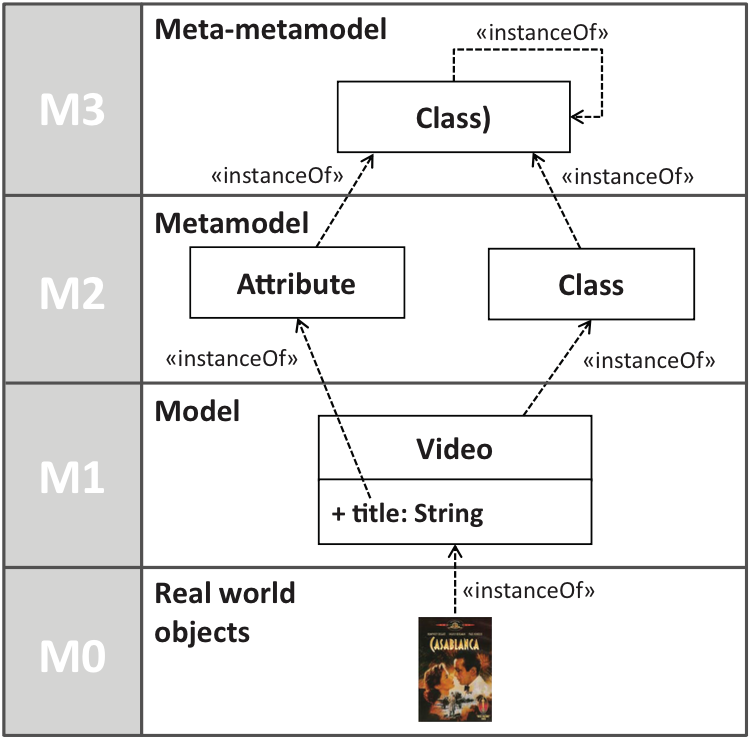 M3
Meta-metamodel
«instanceOf»
Class)
«instanceOf»
«instanceOf»
M2
Metamodel
Attribute
Class
«instanceOf»
«instanceOf»
M1
Model
Video
+ title: String
M0
Real world
objects
«instanceOf»
CASABLANCA